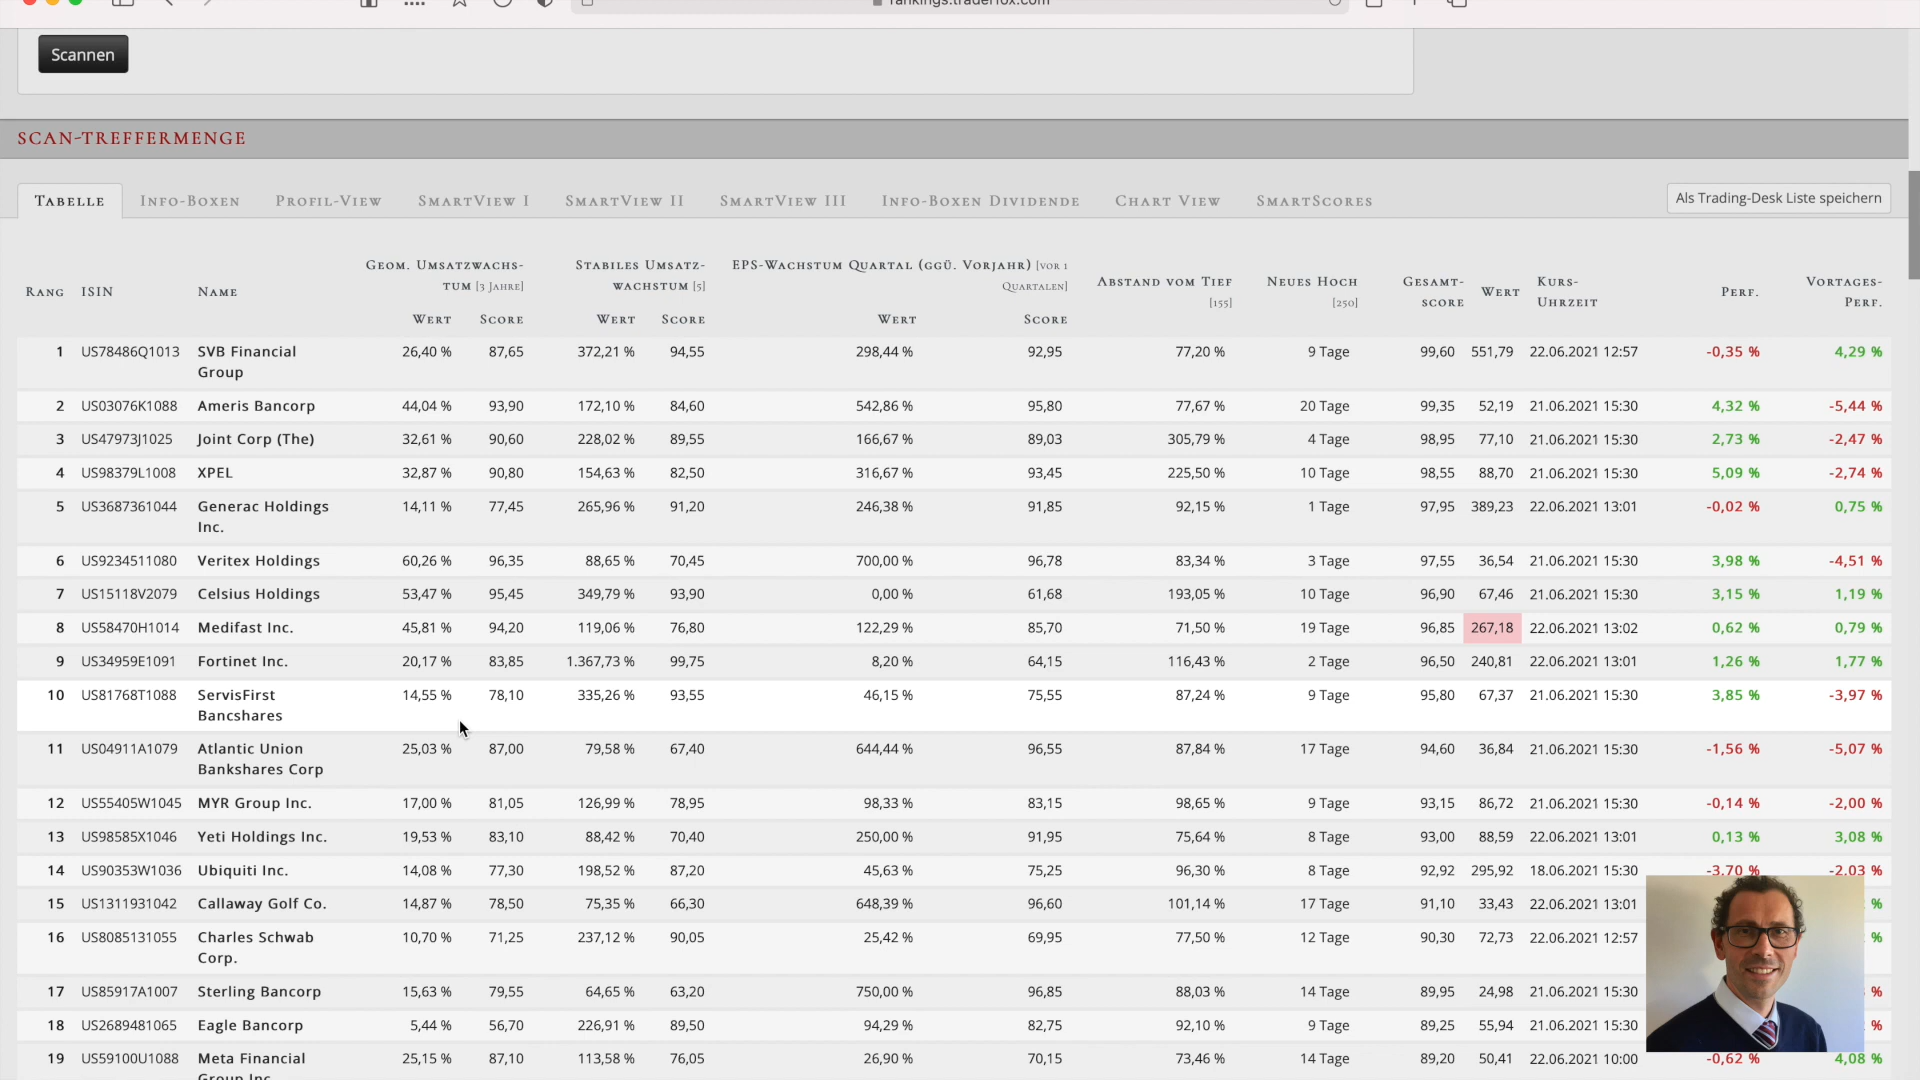 rankings.traderfox.com
Scannen
SCAN-TREFFERMENGE
Tabelle Info-Boxen Profil-View SmartView I SmartView II SmartView III Info-Boxen Dividende Chart View SmartScores Als Trading-Desk Liste speichern
Rang ISIN Name Geom. Umsatzwachs-
tum [3 Jahre] Stabiles Umsatz-
wachstum [5] EPS-Wachstum Quartal (ggü. Vorjahr) [vor 1
Quartalen] Abstand vom Tief
[155] Neues Hoch
[250] Gesamt-
score Wert Kurs-
Uhrzeit Perf. Vortages-
Perf.
Wert Score Wert Score Wert Score
1 US78486Q1013 SVB Financial
Group 26,40 % 87,65 372,21 % 94,55 298,44 % 92,95 77,20 % 9 Tage 99,60 551,79 22.06.2021 12:57 -0,35 % 4,29 %
2 US03076K1088 Ameris Bancorp 44,04 % 93,90 172,10 % 84,60 542,86 % 95,80 77,67 % 20 Tage 99,35 52,19 21.06.2021 15:30 4,32 % -5,44 %
3 US47973J1025 Joint Corp (The) 32,61 % 90,60 228,02 % 89,55 166,67 % 89,03 305,79 % 4 Tage 98,95 77,10 21.06.2021 15:30 2,73 % -2,47 %
4 US98379L1008 XPEL 32,87 % 90,80 154,63 % 82,50 316,67 % 93,45 225,50 % 10 Tage 98,55 88,70 21.06.2021 15:30 5,09 % -2,74 %
5 US3687361044 Generac Holdings
Inc. 14,11 % 77,45 265,96 % 91,20 246,38 % 91,85 92,15 % 1 Tage 97,95 389,23 22.06.2021 13:01 -0,02 % 0,75 %
6 US9234511080 Veritex Holdings 60,26 % 96,35 88,65 % 70,45 700,00 % 96,78 83,34 % 3 Tage 97,55 36,54 21.06.2021 15:30 3,98 % -4,51 %
7 US15118V2079 Celsius Holdings 53,47 % 95,45 349,79 % 93,90 0,00 % 61,68 193,05 % 10 Tage 96,90 67,46 21.06.2021 15:30 3,15 % 1,19 %
8 US58470H1014 Medifast Inc. 45,81 % 94,20 119,06 % 76,80 122,29 % 85,70 71,50 % 19 Tage 96,85 267,18 22.06.2021 13:02 0,62 % 0,79 %
9 US34959E1091 Fortinet Inc. 20,17 % 83,85 1.367,73 % 99,75 8,20 % 64,15 116,43 % 2 Tage 96,50 240,81 22.06.2021 13:01 1,26 % 1,77 %
10 US81768T1088 ServisFirst
Bancshares 14,55 % 78,10 335,26 % 93,55 46,15 % 75,55 87,24 % 9 Tage 95,80 67,37 21.06.2021 15:30 3,85 % -3,97 %
11 US04911A1079 Atlantic Union
Bankshares Corp 25,03 % 87,00 79,58 % 67,40 644,44 % 96,55 87,84 % 17 Tage 94,60 36,84 21.06.2021 15:30 -1,56 % -5,07 %
12 US55405W1045 MYR Group Inc. 17,00 % 81,05 126,99 % 78,95 98,33 % 83,15 98,65 % 9 Tage 93,15 86,72 21.06.2021 15:30 -0,14 % -2,00 %
13 US98585X1046 Yeti Holdings Inc. 19,53 % 83,10 88,42 % 70,40 250,00 % 91,95 75,64 % 8 Tage 93,00 88,59 22.06.2021 13:01 0,13 % 3,08 %
14 US90353W1036 Ubiquiti Inc. 14,08 % 77,30 198,52 % 87,20 45,63 % 75,25 96,30 % 8 Tage 92,92 295,92 18.06.2021 15:30 -3,70 % -2,03 %
15 US1311931042 Callaway Golf Co. 14,87 % 78,50 75,35 % 66,30 648,39 % 96,60 101,14 % 17 Tage 91,10 33,43 22.06.2021 13:01 %
16 US8085131055 Charles Schwab
Corp. 10,70 % 71,25 237,12 % 90,05 25,42 % 69,95 77,50 % 12 Tage 90,30 72,73 22.06.2021 12:57 %
17 US85917A1007 Sterling Bancorp 15,63 % 79,55 64,65 % 63,20 750,00 % 96,85 88,03 % 14 Tage 89,95 24,98 21.06.2021 15:30 %
18 US2689481065 Eagle Bancorp 5,44 % 56,70 226,91 % 89,50 94,29 % 82,75 92,10 % 9 Tage 89,25 55,94 21.06.2021 15:30 %
19 US59100U1088 Meta Financial
Group Inc. 25,15 % 87,10 113,58 % 76,05 26,90 % 70,15 73,46 % 14 Tage 89,20 50,41 22.06.2021 10:00 -0,62 % 4,08 %